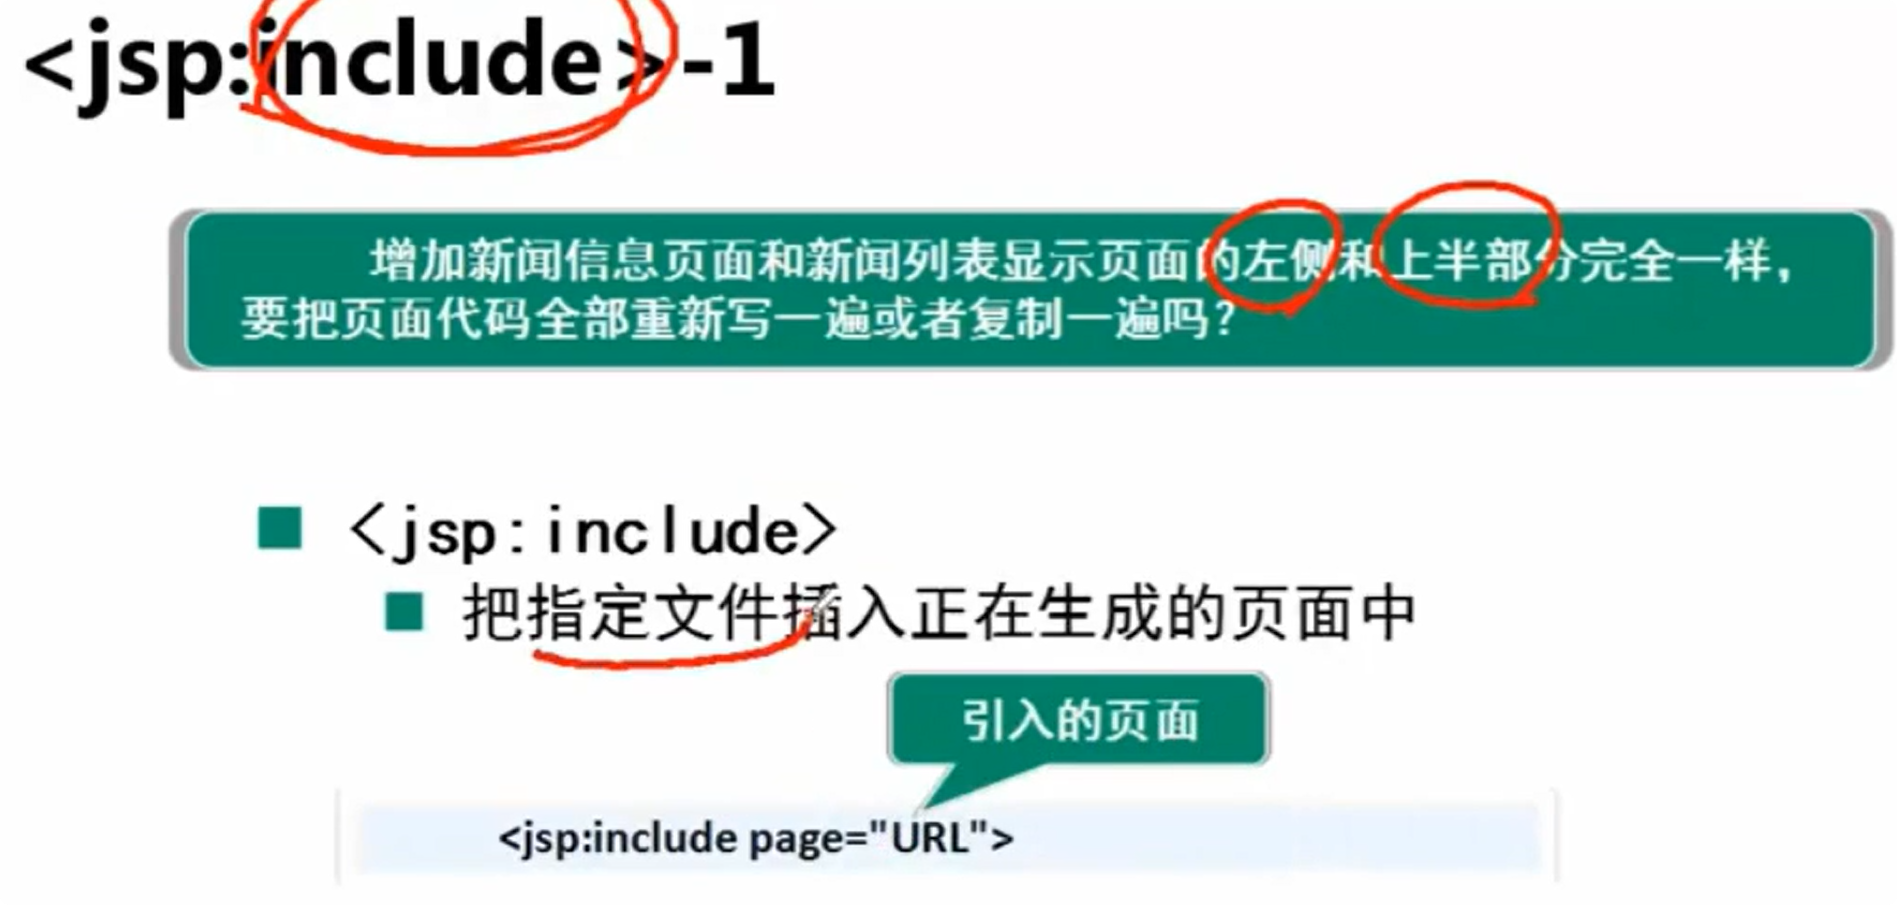 <jsp:include>-1
增加新闻信息页面和新闻列表显示页面的左侧和上半部分完全一样，
要把页面代码全部重新写一遍或者复制一遍吗？
<jsp:include>
把指定文件插入正在生成的页面中
引入的页面
<jsp:include page="URL">